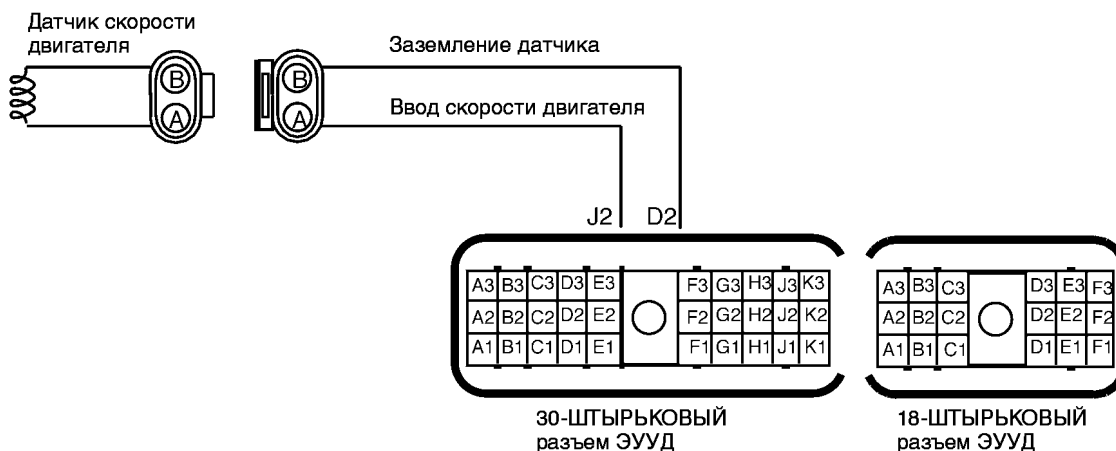 Датчик скорости
двигателя
Заземление датчика
B B
Ввод скорости двигателя
A A
J2 D2
A3 B3 C3 D3 E3 F3 G3 H3 J3 K3 A3 B3 C3 D3 E3 F3
A2 B2 C2 D2 E2 F2 G2 H2 J2 K2 A2 B2 C2 D2 E2 F2
A1 B1 C1 D1 E1 F1 G1 H1 J1 K1 A1 B1 C1 D1 E1 F1
30-ШТЫРЬКОВЫЙ
разъем ЭУУД
18-ШТЫРЬКОВЫЙ
разъем ЭУУД